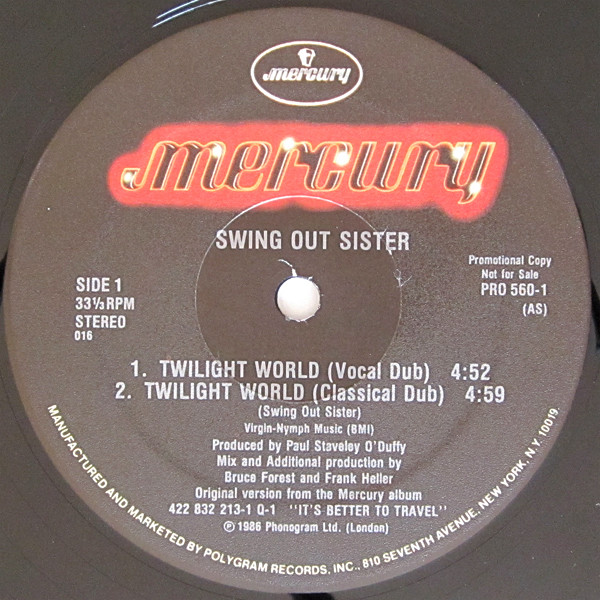 mercury
mercury
SWING OUT SISTER
Promotional Copy
Not for Sale
PRO 560-1
(AS)
SIDE 1
33⅓ RPM
STEREO
016
1. TWILIGHT WORLD (Vocal Dub) 4:52
2. TWILIGHT WORLD (Classical Dub) 4:59
(Swing Out Sister)
Virgin-Nymph Music (BMI)
Produced by Paul Staveley O'Duffy
Mix and Additional production by
Bruce Forest and Frank Heller
Original version from the Mercury album
422 832 213-1 Q-1 "IT'S BETTER TO TRAVEL"
℗ 1986 Phonogram Ltd. (London)
MANUFACTURED AND MARKETED BY POLYGRAM RECORDS, INC., 810 SEVENTH AVENUE, NEW YORK, N.Y. 10019.